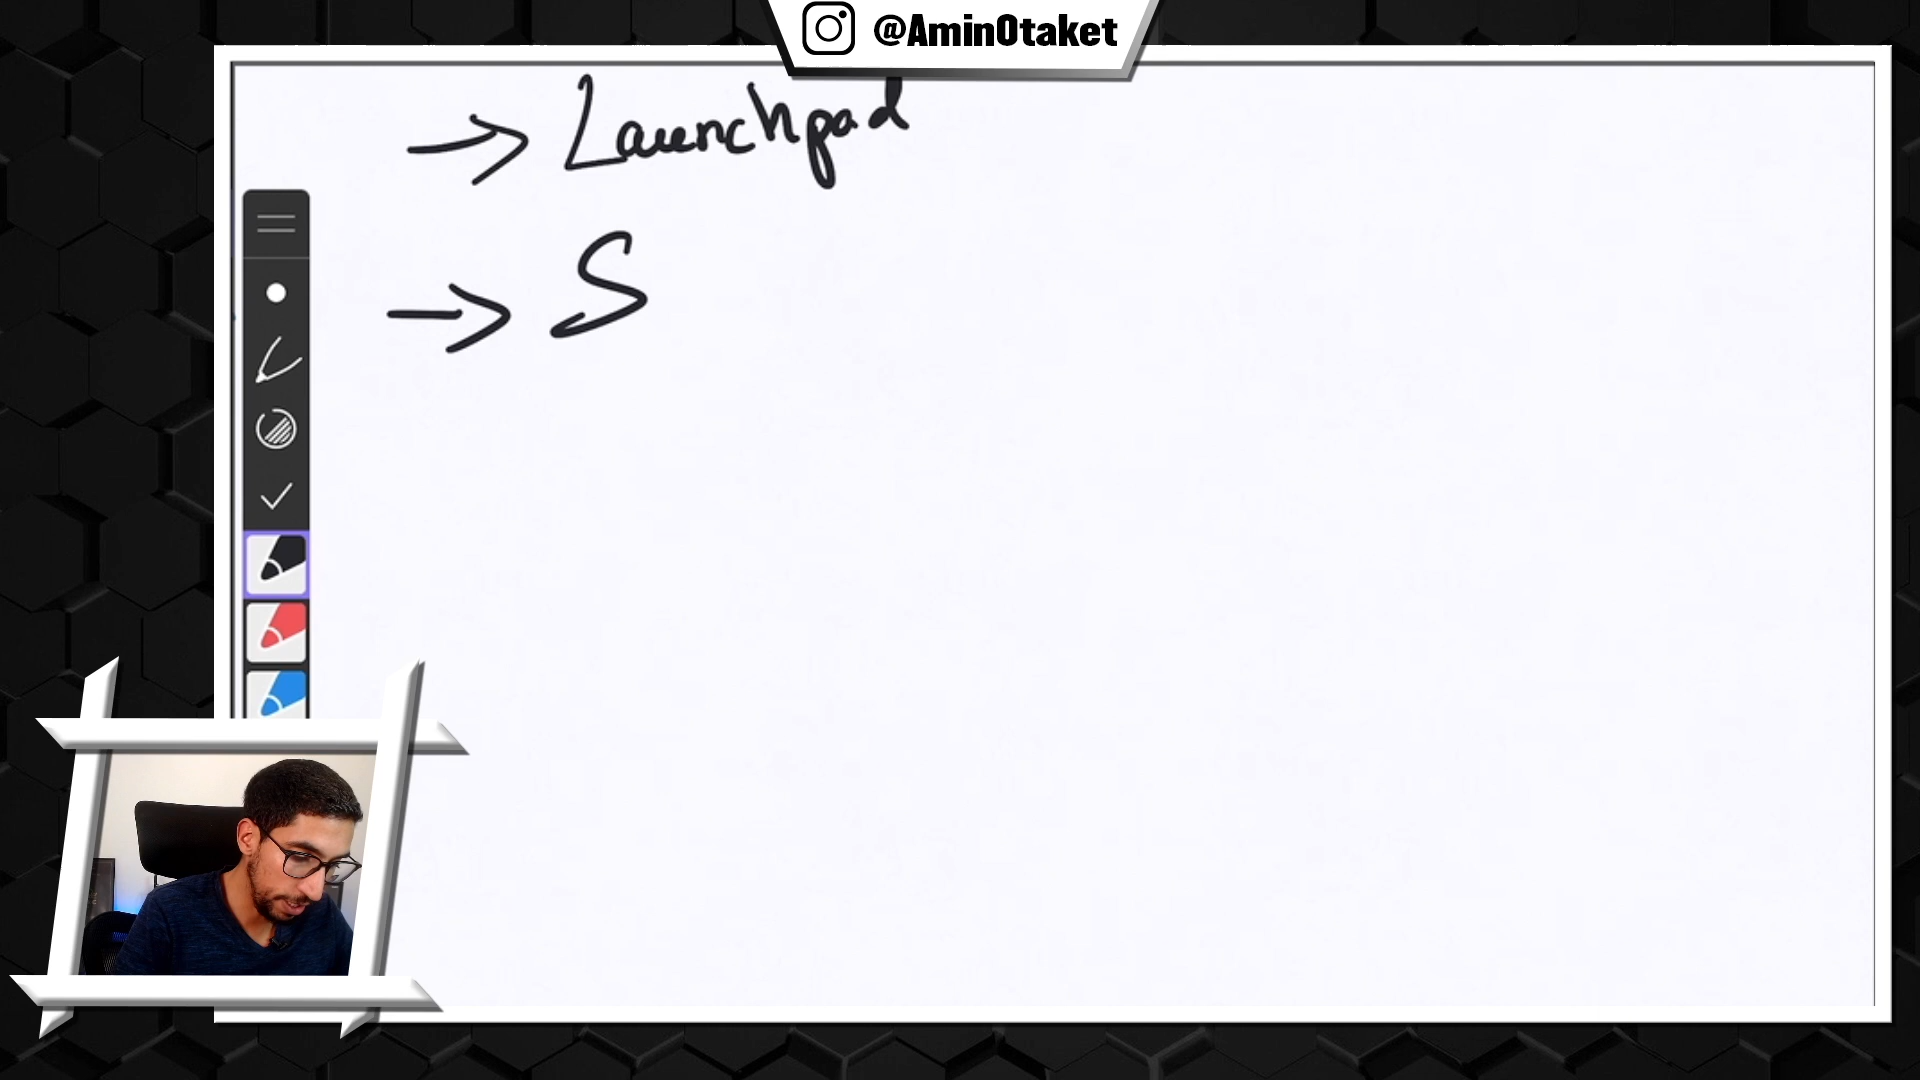 @AminOtaket
→ Launchpad
→ S